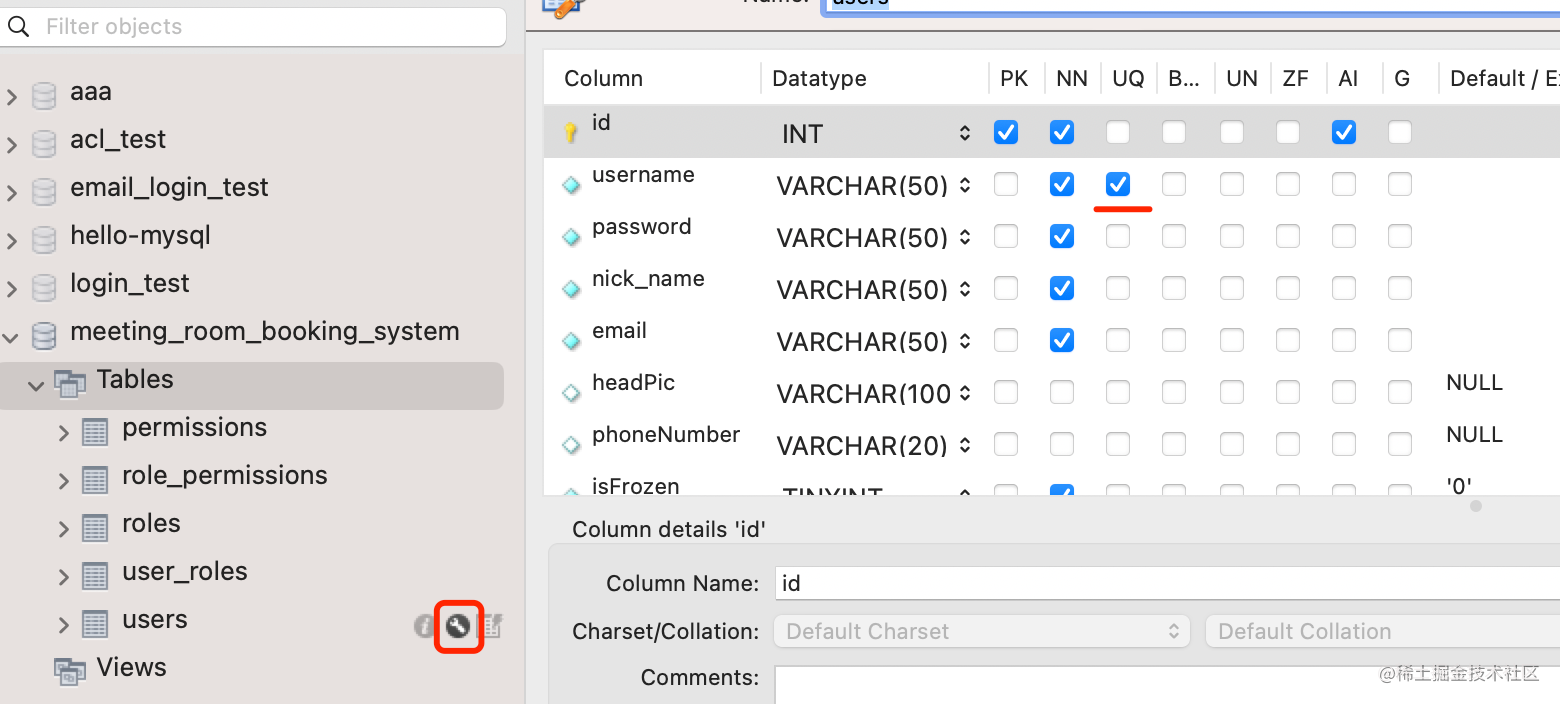 Name: users
Filter objects
aaa
acl_test
email_login_test
hello-mysql
login_test
meeting_room_booking_system
Tables
permissions
role_permissions
roles
user_roles
users
Views
Column Datatype PK NN UQ B... UN ZF AI G Default / Ex
id INT
username VARCHAR(50)
password VARCHAR(50)
nick_name VARCHAR(50)
email VARCHAR(50)
headPic VARCHAR(100 NULL
phoneNumber VARCHAR(20) NULL
isFrozen TINYINT '0'
Column details 'id'
Column Name: id
Charset/Collation: Default Charset Default Collation
Comments:
@稀土掘金技术社区